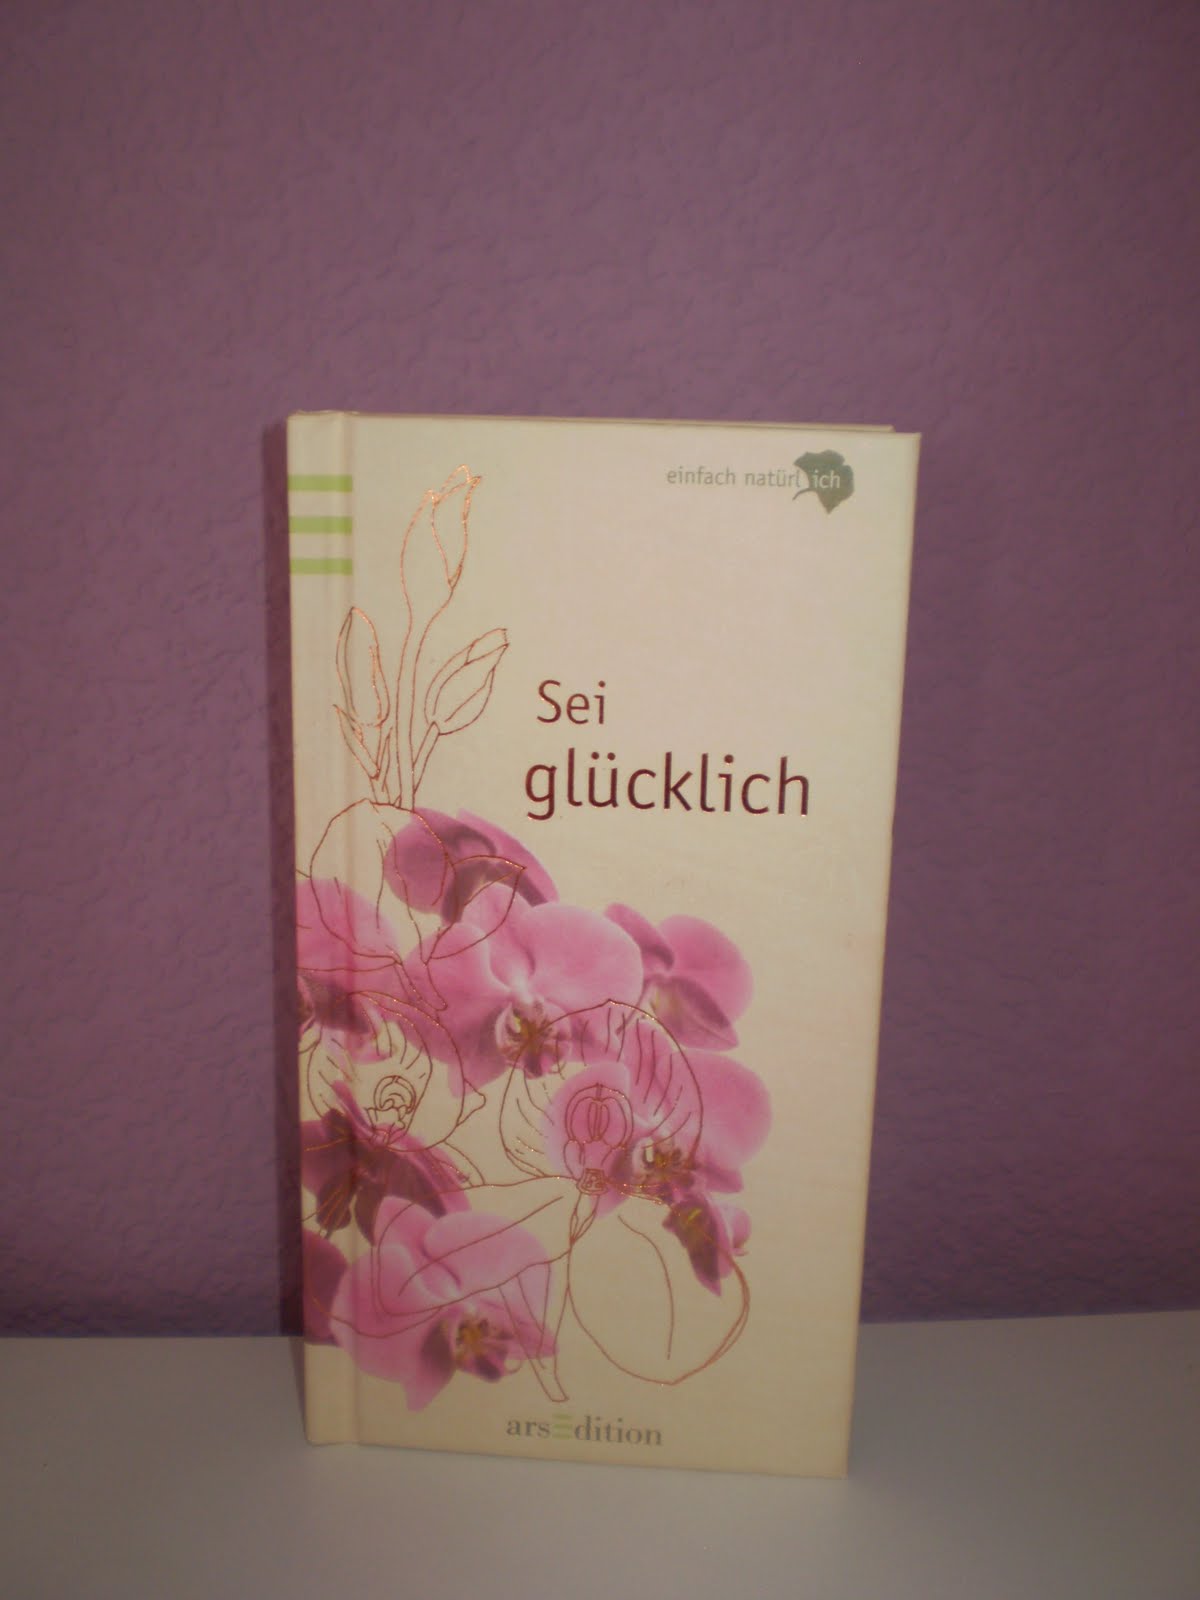 einfach natürlich
Sei
glücklich
arsEdition